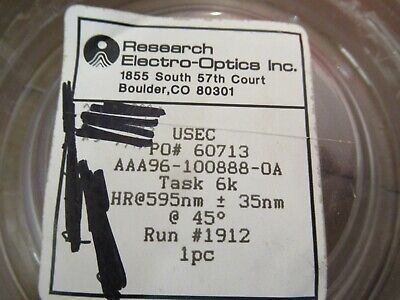 Research
Electro-Optics Inc.
1855 South 57th Court
Boulder,CO 80301
USEC
PO# 60713
AAA96-100888-0A
Task 6k
HR@595nm ± 35nm
@ 45°
Run #1912
1pc